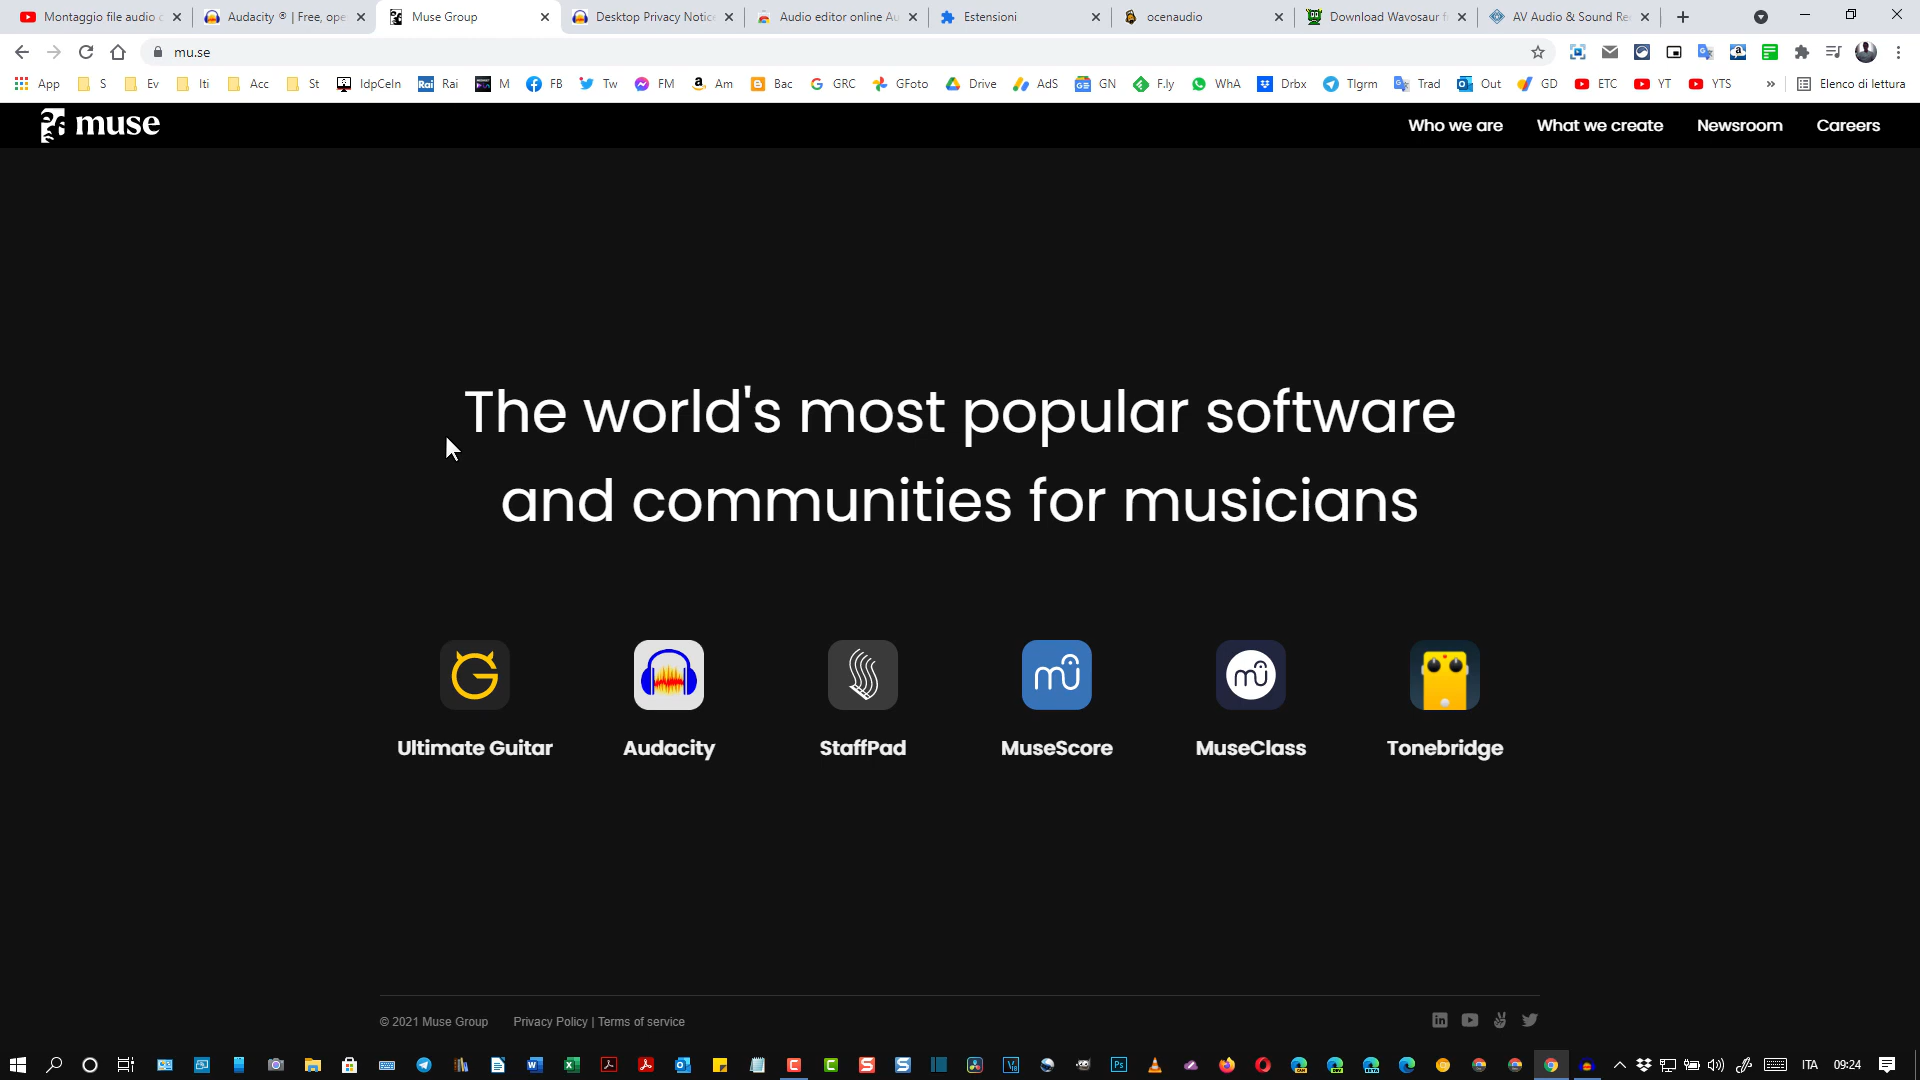 Montaggio file audio
Audacity ® | Free, ope
Muse Group
Desktop Privacy Notic
Audio editor online Au
Estensioni
ocenaudio
Download Wavosaur f
AV Audio & Sound Re
mu.se
App
S
Ev
Iti
Acc
St
IdpCeIn
Rai
M
FB
Tw
FM
Am
Bac
GRC
GFoto
Drive
AdS
GN
F.ly
WhA
Drbx
Tlgrm
Trad
Out
GD
ETC
YT
YTS
»
Elenco di lettura
muse
Who we are
What we create
Newsroom
Careers
The world's most popular software
and communities for musicians
Ultimate Guitar
Audacity
StaffPad
MuseScore
MuseClass
Tonebridge
© 2021 Muse Group
Privacy Policy | Terms of service
ITA
09:24